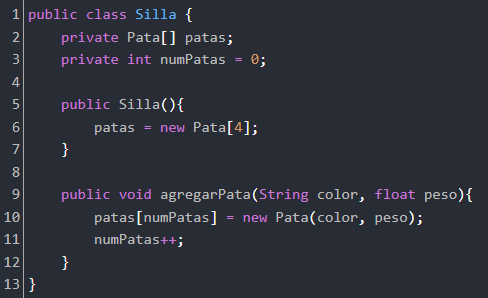 1 public class Silla {
2     private Pata[] patas;
3     private int numPatas = 0;
4
5     public Silla(){
6         patas = new Pata[4];
7     }
8
9     public void agregarPata(String color, float peso){
10         patas[numPatas] = new Pata(color, peso);
11         numPatas++;
12     }
13 }